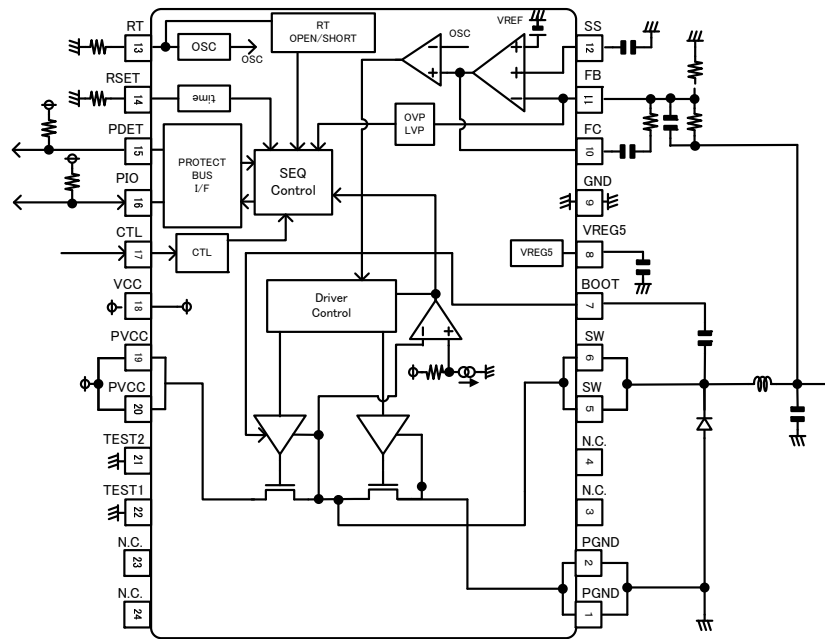 RT
13
OSC
OSC
RT
OPEN/SHORT
VREF
OSC
SS
12
RSET
14
time
FB
11
OVP
LVP
PDET
15
PROTECT
BUS
I/F
SEQ
Control
FC
10
PIO
16
GND
9
CTL
17
CTL
VREG5
VREG5
8
VCC
18
Driver
Control
BOOT
7
PVCC
19
SW
6
PVCC
20
SW
5
TEST2
21
N.C.
4
TEST1
22
N.C.
3
N.C.
23
PGND
2
N.C.
24
PGND
1